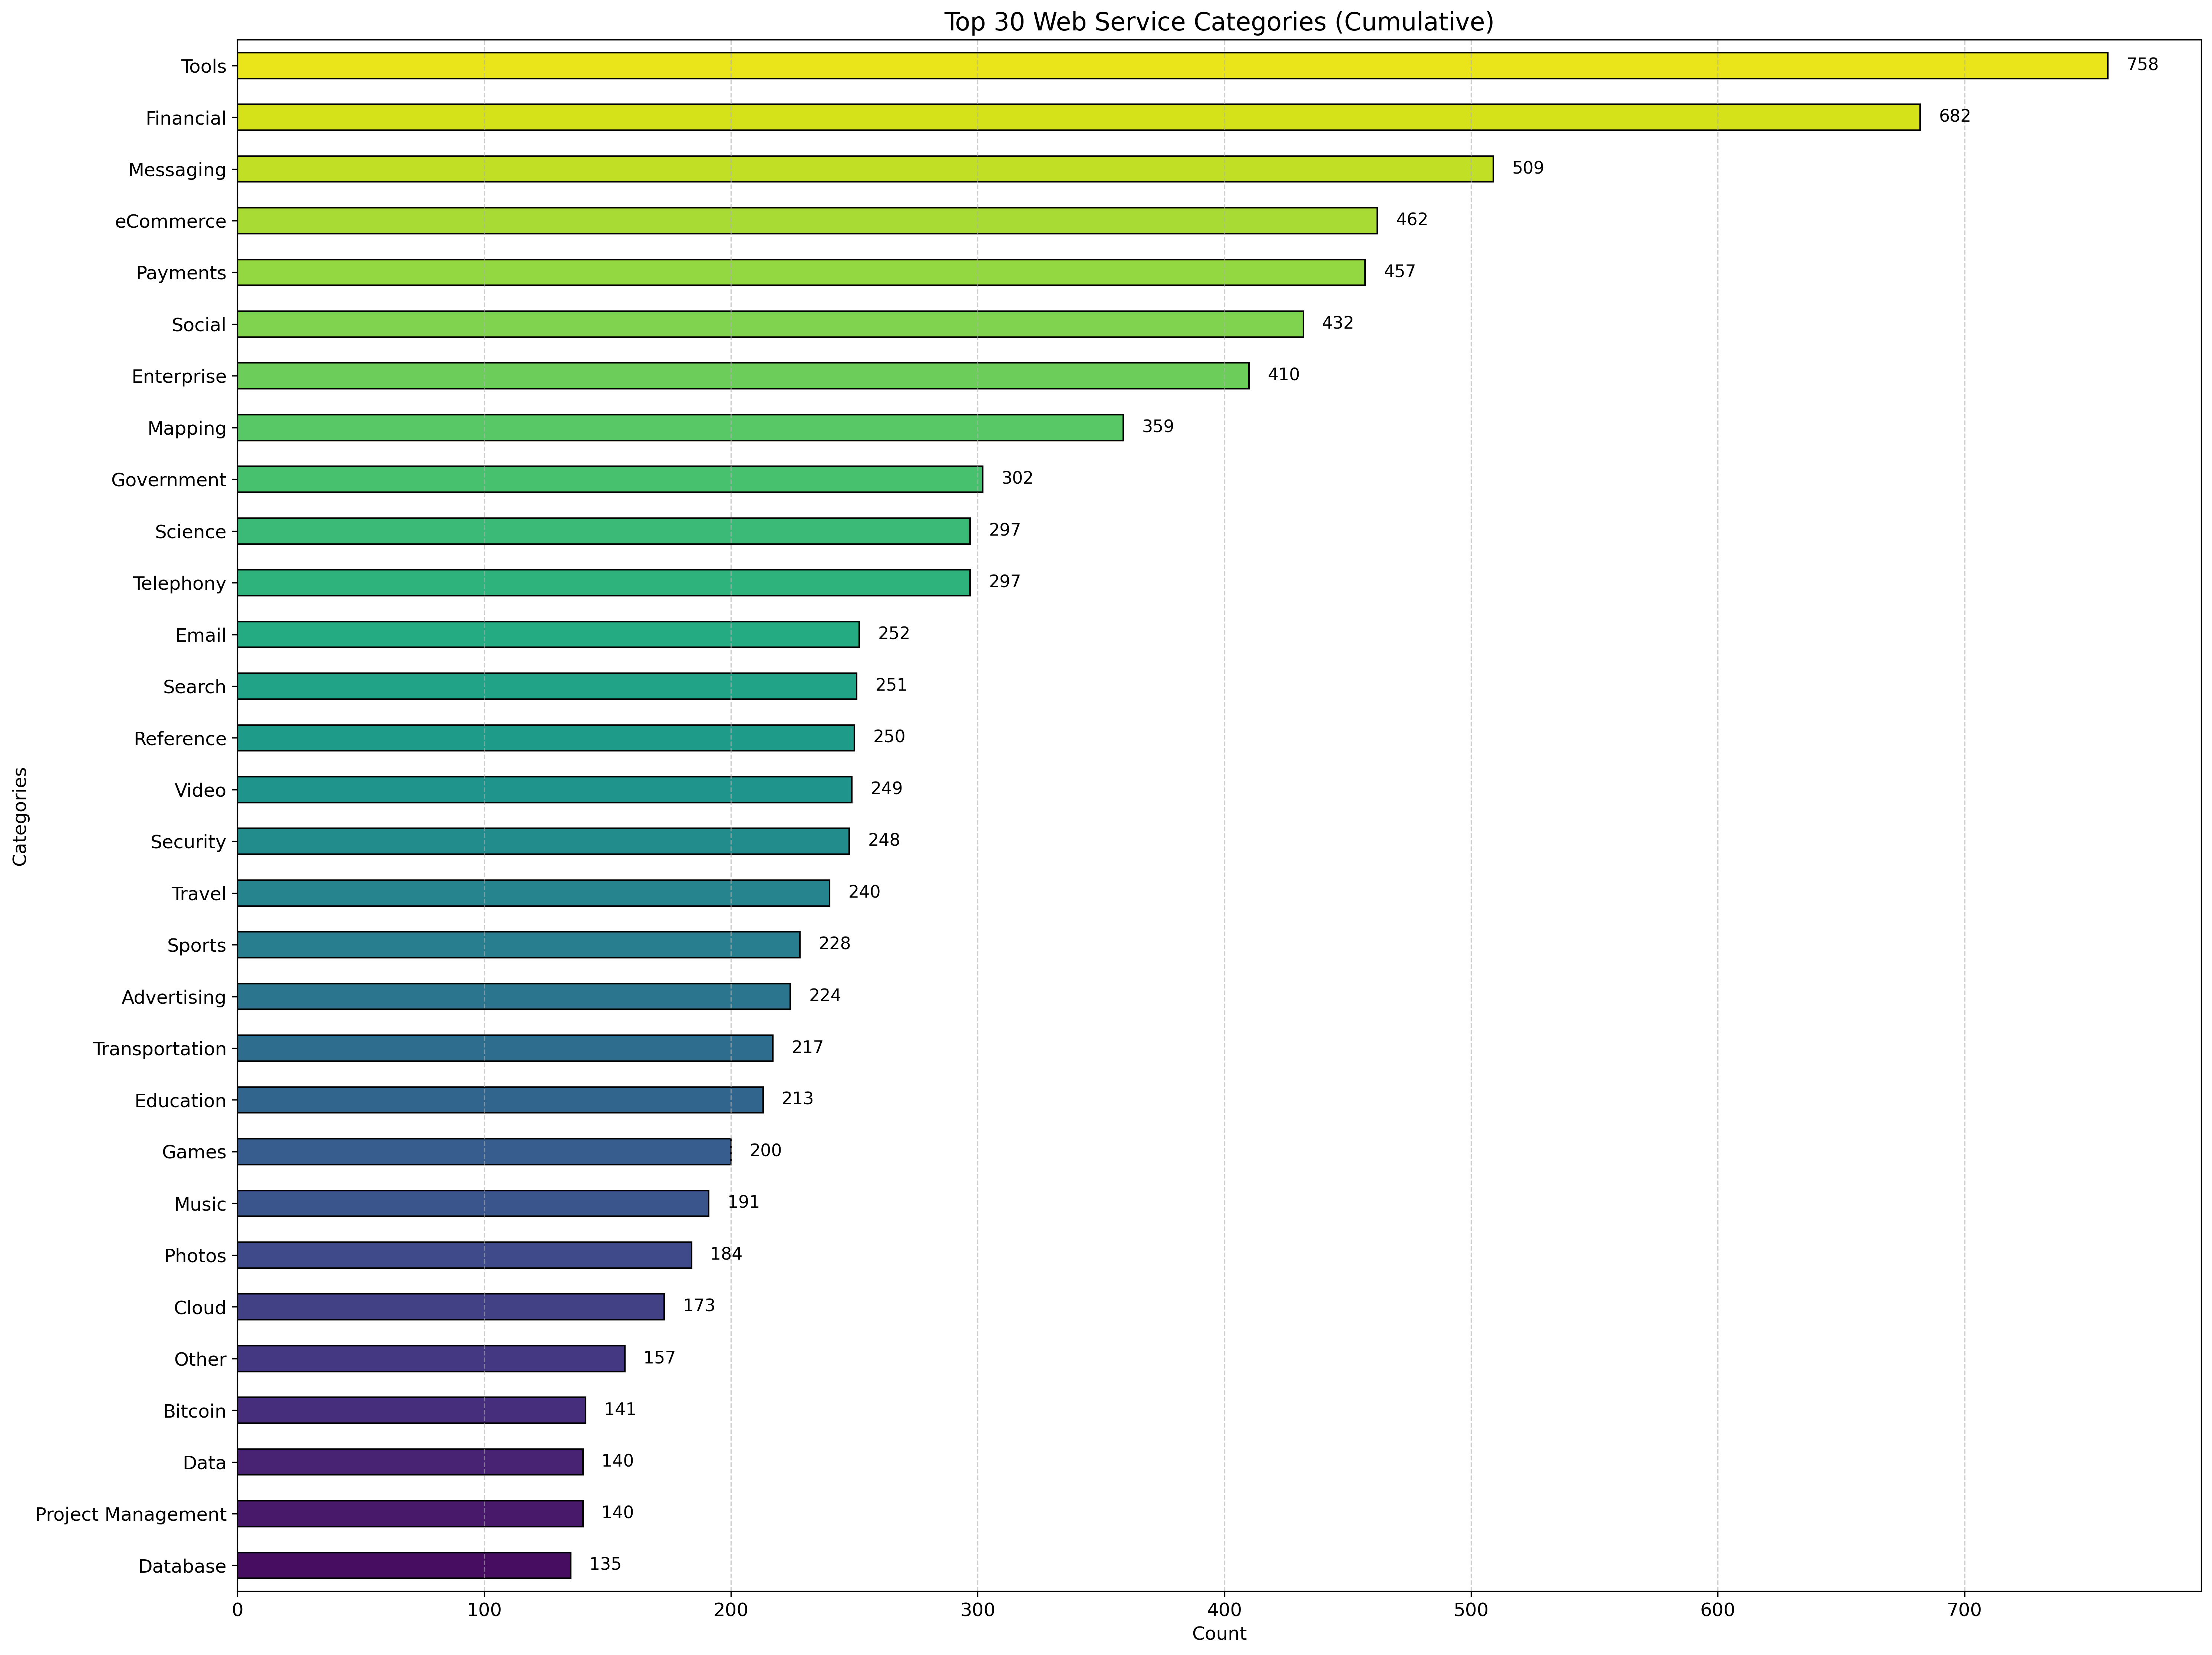 Top 30 Web Service Categories (Cumulative)
Tools 758
Financial 682
Messaging 509
eCommerce 462
Payments 457
Social 432
Enterprise 410
Mapping 359
Government 302
Science 297
Telephony 297
Email 252
Search 251
Reference 250
Video 249
Security 248
Travel 240
Sports 228
Advertising 224
Transportation 217
Education 213
Games 200
Music 191
Photos 184
Cloud 173
Other 157
Bitcoin 141
Data 140
Project Management 140
Database 135
Categories
0 100 200 300 400 500 600 700
Count